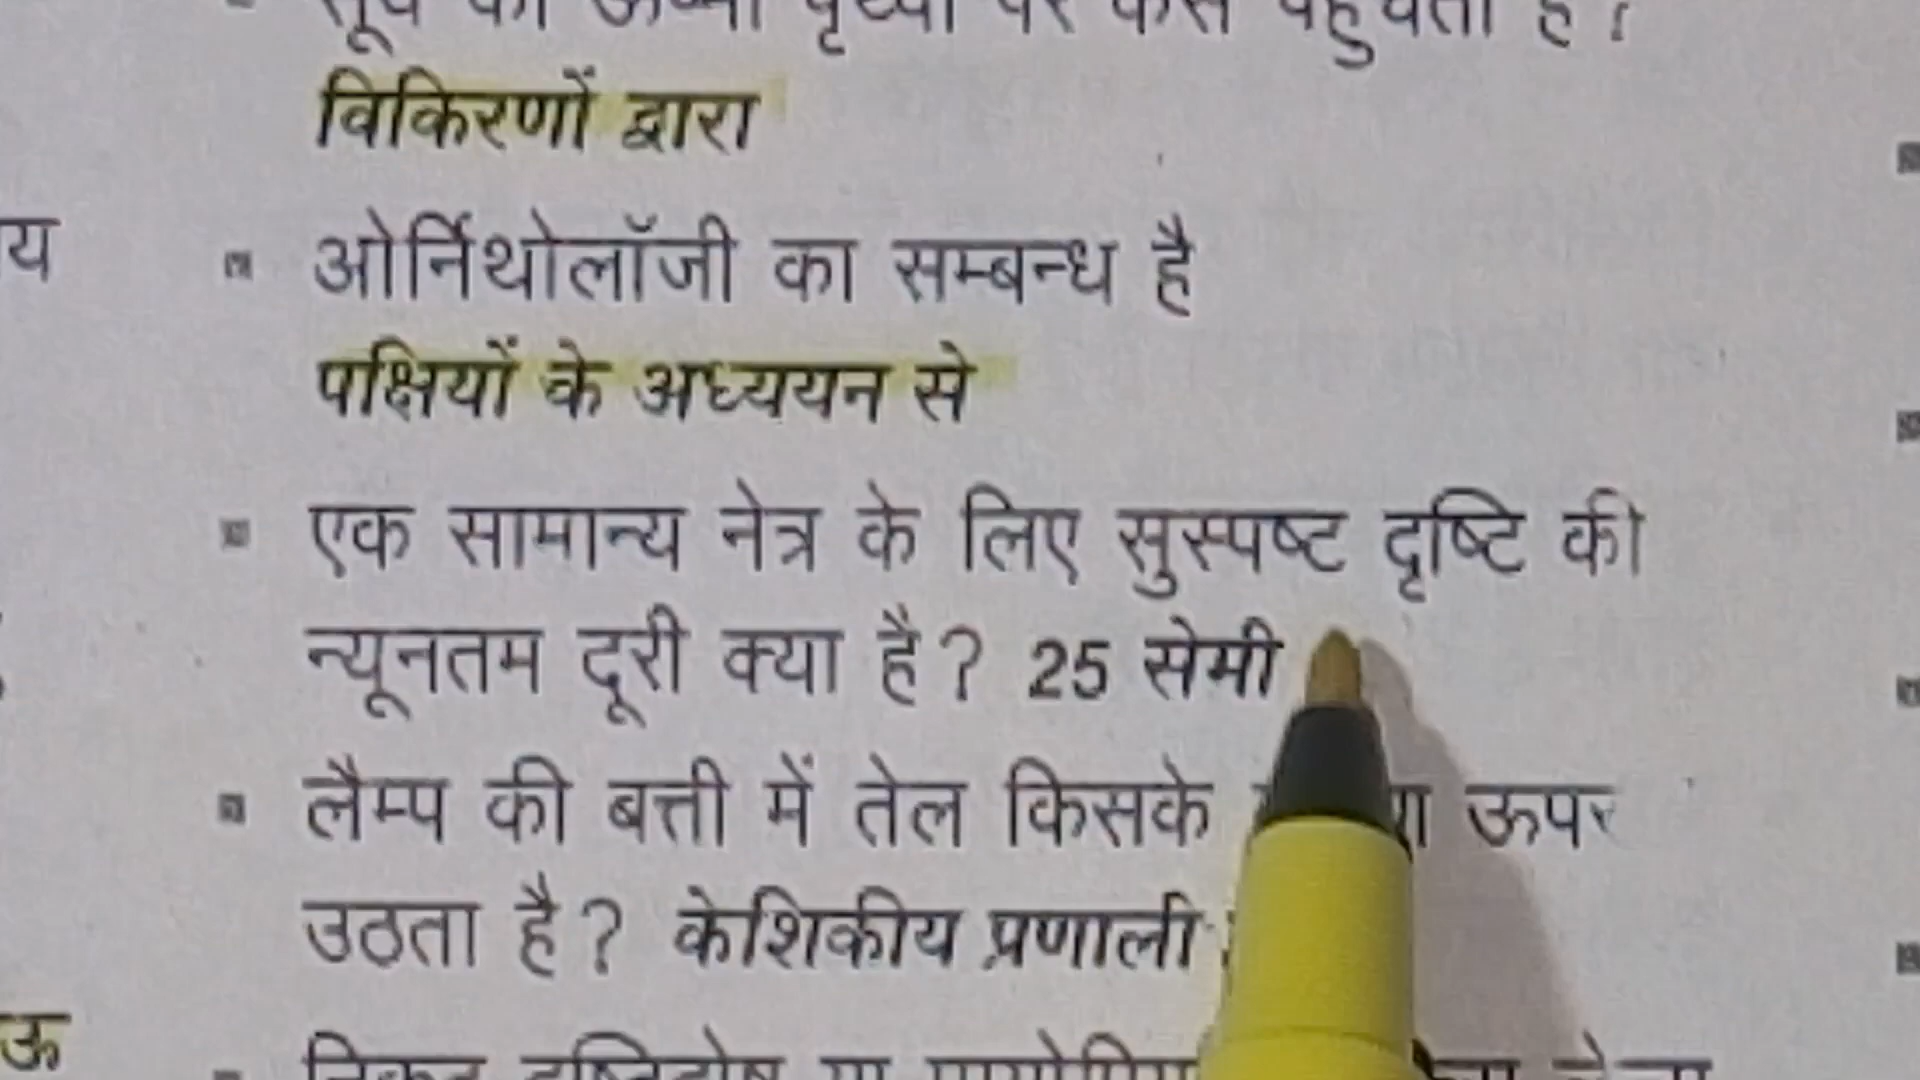 विकिरणों द्वारा
ओर्निथोलॉजी का सम्बन्ध है
पक्षियों के अध्ययन से
एक सामान्य नेत्र के लिए सुस्पष्ट दृष्टि की
न्यूनतम दूरी क्या है? 25 सेमी
लैम्प की बत्ती में तेल किसके ऊपर
उठता है? केशिकीय प्रणाली